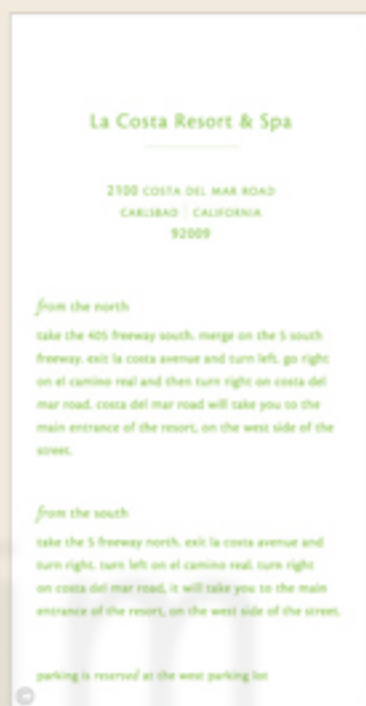 La Costa Resort & Spa
2100 COSTA DEL MAR ROAD
CARLSBAD | CALIFORNIA
92009
from the north
take the 405 freeway south. merge on the 5 south
freeway. exit la costa avenue and turn left. go right
on el camino real and then turn right on costa del
mar road. costa del mar road will take you to the
main entrance of the resort, on the west side of the
street.
from the south
take the 5 freeway north. exit la costa avenue and
turn right. turn left on el camino real. turn right
on costa del mar road, it will take you to the main
entrance of the resort, on the west side of the street.
parking is reserved at the west parking lot